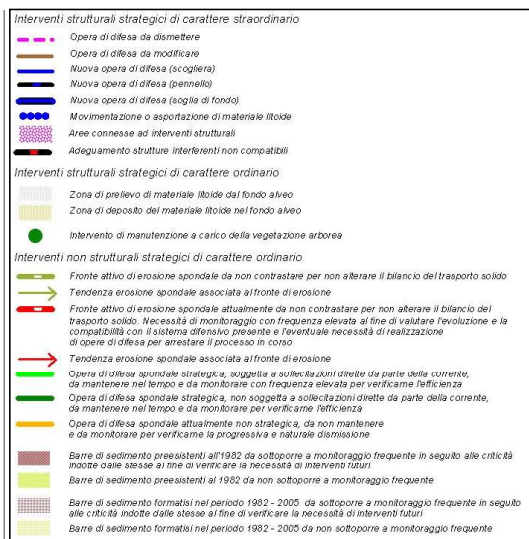 Interventi strutturali strategici di carattere straordinario
Opera di difesa da dismettere
Opera di difesa da modificare
Nuova opera di difesa (scogliera)
Nuova opera di difesa (pennello)
Nuova opera di difesa (soglia di fondo)
Movimentazione o asportazione di materiale litoide
Aree connesse ad interventi strutturali
Adeguamento strutture interferenti non compatibili
Interventi strutturali strategici di carattere ordinario
Zona di prelievo di materiale litoide dal fondo alveo
Zona di deposito del materiale litoide nel fondo alveo
Intervento di manutenzione a carico della vegetazione arborea
Interventi non strutturali strategici di carattere ordinario
Fronte attivo di erosione spondale da non contrastare per non alterare il bilancio del trasporto solido
Tendenza erosione spondale associata al fronte di erosione
Fronte attivo di erosione spondale attualmente da non contrastare per non alterare il bilancio del
trasporto solido. Necessità di monitoraggio con frequenza elevata al fine di valutare l'evoluzione e la
compatibilità con il sistema difensivo presente e l'eventuale necessità di realizzazione
di opere di difesa per arrestare il processo in corso
Tendenza erosione spondale associata al fronte di erosione
Opera di difesa spondale strategica, soggetta a sollecitazioni dirette da parte della corrente,
da mantenere nel tempo e da monitorare con frequenza elevata per verificarne l'efficienza
Opera di difesa spondale strategica, non soggetta a sollecitazioni dirette da parte della corrente,
da mantenere nel tempo e da monitorare per verificarne l'efficienza
Opera di difesa spondale attualmente non strategica, da non mantenere
e da monitorare per verificarne la progressiva e naturale dismissione
Barre di sedimento preesistenti all'1982 da sottoporre a monitoraggio frequente in seguito alle criticità
indotte dalle stesse al fine di verificare la necessità di interventi futuri
Barre di sedimento preesistenti al 1982 da non sottoporre a monitoraggio frequente
Barre di sedimento formatisi nel periodo 1982 - 2005 da sottoporre a monitoraggio frequente in seguito
alle criticità indotte dalle stesse al fine di verificare la necessità di interventi futuri
Barre di sedimento formatisi nel periodo 1982 - 2005 da non sottoporre a monitoraggio frequente